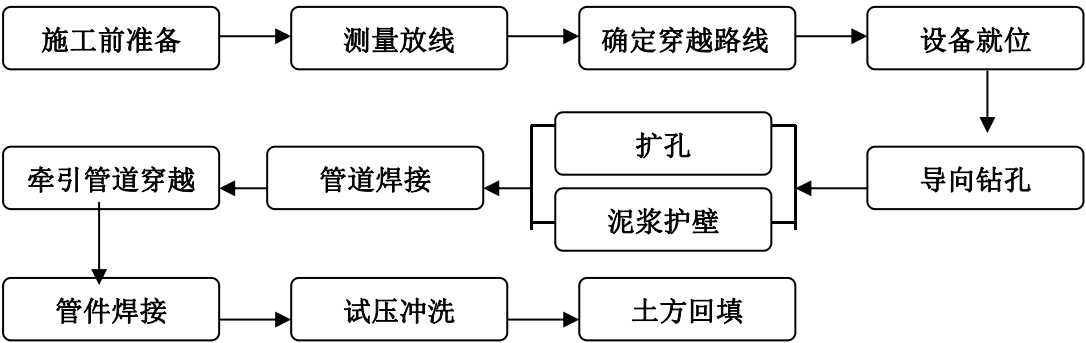 施工前准备
测量放线
确定穿越路线
设备就位
导向钻孔
扩孔
泥浆护壁
管道焊接
牵引管道穿越
管件焊接
试压冲洗
土方回填